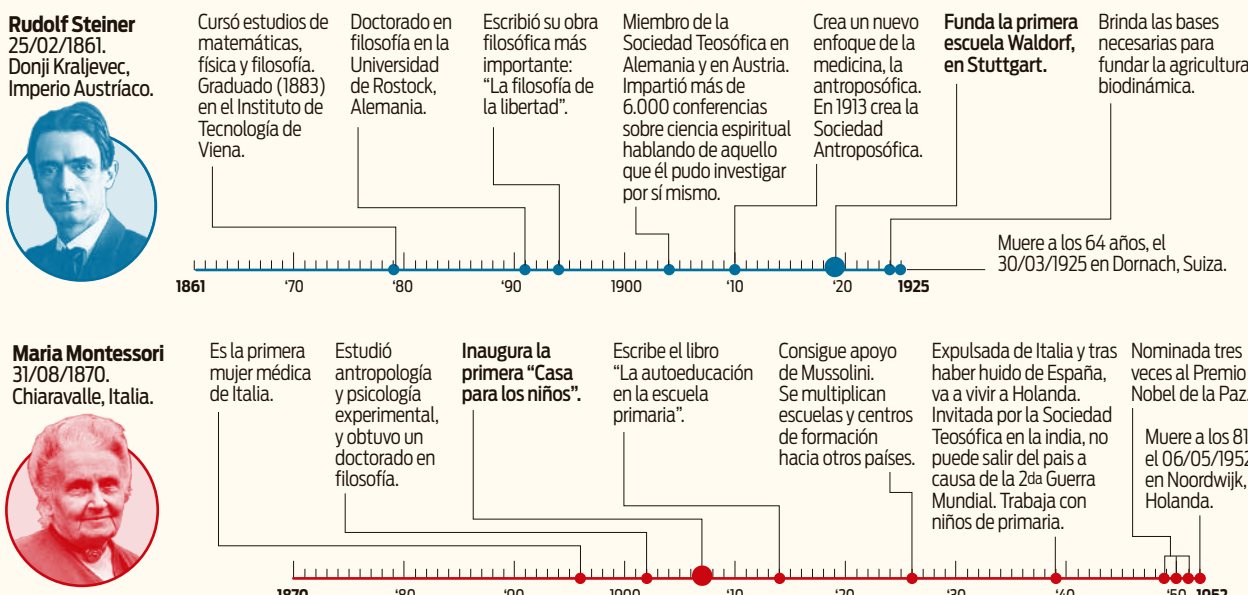 Rudolf Steiner
25/02/1861.
Donji Kraljevec,
Imperio Austríaco.
Cursó estudios de
matemáticas,
física y filosofía.
Graduado (1883)
en el Instituto de
Tecnología de
Viena.
Doctorado en
filosofía en la
Universidad
de Rostock,
Alemania.
Escribió su obra
filosófica más
importante:
“La filosofía de
la libertad”.
Miembro de la
Sociedad Teosófica en
Alemania y en Austria.
Impartió más de
6.000 conferencias
sobre ciencia espiritual
hablando de aquello
que él pudo investigar
por sí mismo.
Crea un nuevo
enfoque de la
medicina, la
antroposófica.
En 1913 crea la
Sociedad
Antroposófica.
Funda la primera
escuela Waldorf,
en Stuttgart.
Brinda las bases
necesarias para
fundar la agricultura
biodinámica.
Muere a los 64 años, el
30/03/1925 en Dornach, Suiza.
1861 ‘70 ‘80 ‘90 1900 ‘10 ‘20 1925
Maria Montessori
31/08/1870.
Chiaravalle, Italia.
Es la primera
mujer médica
de Italia.
Estudió
antropología
y psicología
experimental,
y obtuvo un
doctorado en
filosofía.
Inaugura la
primera “Casa
para los niños”.
Escribe el libro
“La autoeducación
en la escuela
primaria”.
Consigue apoyo
de Mussolini.
Se multiplican
escuelas y centros
de formación
hacia otros países.
Expulsada de Italia y tras
haber huido de España,
va a vivir a Holanda.
Invitada por la Sociedad
Teosófica en la india, no
puede salir del pais a
causa de la 2da Guerra
Mundial. Trabaja con
niños de primaria.
Nominada tres
veces al Premio
Nobel de la Paz.
Muere a los 81
el 06/05/1952
en Noordwijk,
Holanda.
1870 ‘80 ‘90 1900 ‘10 ‘20 ‘30 ‘40 ‘50 1952